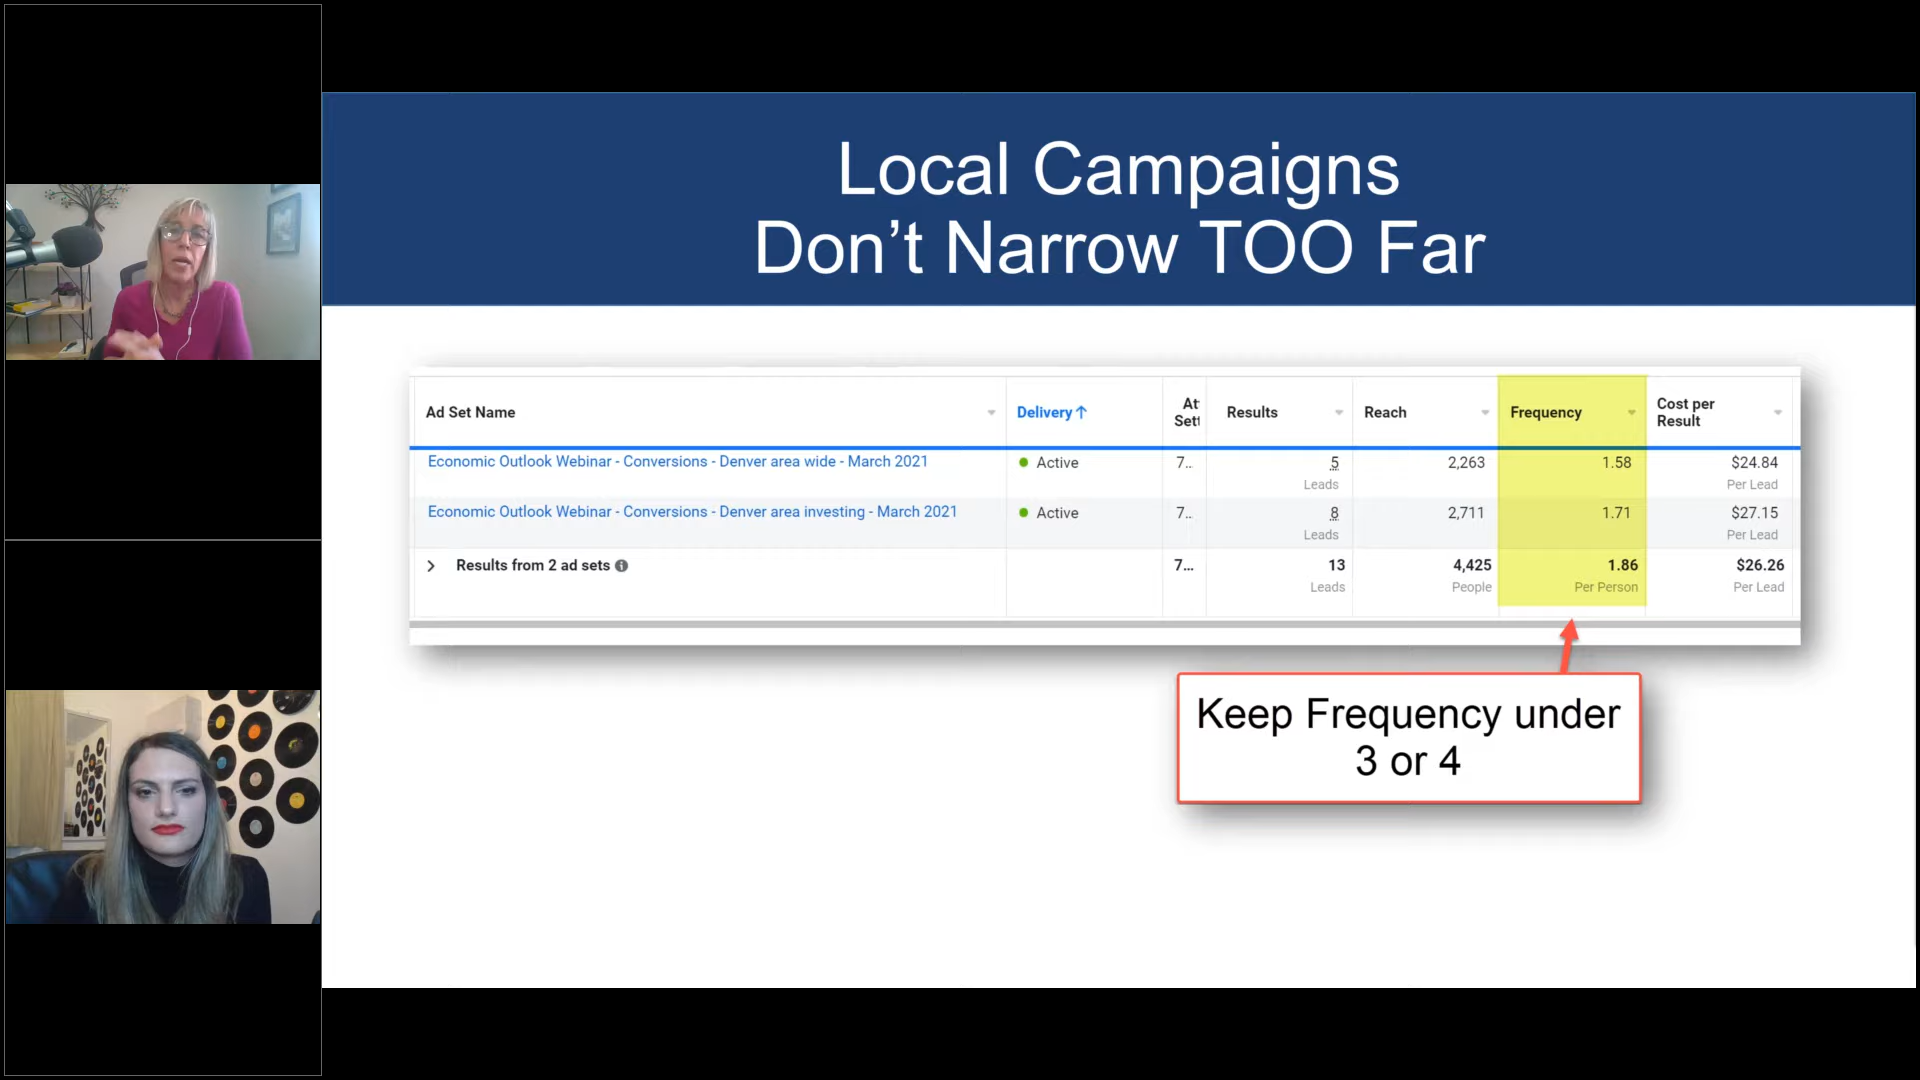 Local Campaigns
Don’t Narrow TOO Far
Ad Set Name Delivery↑ At Sett Results Reach Frequency Cost per Result
Economic Outlook Webinar - Conversions - Denver area wide - March 2021 Active 7... 5 2,263 1.58 $24.84
Leads Per Lead
Economic Outlook Webinar - Conversions - Denver area investing - March 2021 Active 7... 8 2,711 1.71 $27.15
Leads Per Lead
Results from 2 ad sets 7... 13 4,425 1.86 $26.26
Leads People Per Person Per Lead
Keep Frequency under
3 or 4